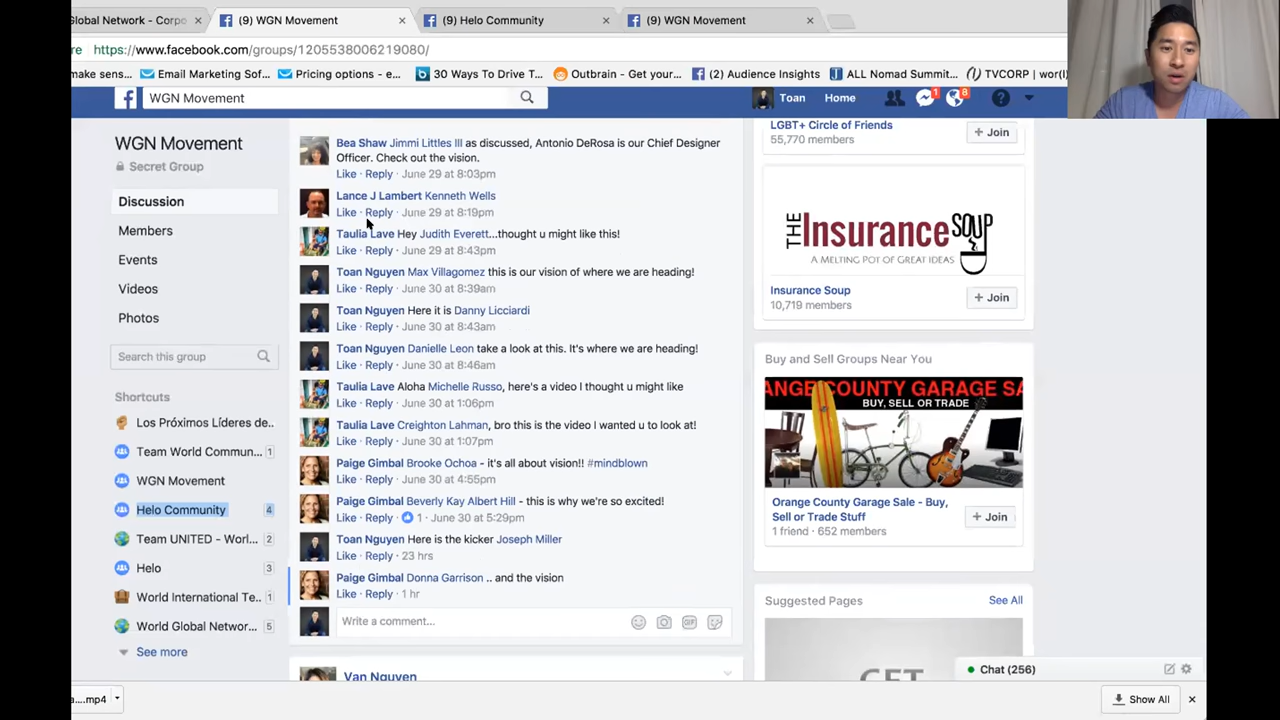 Global Network - Corpo
(9) WGN Movement
(9) Helo Community
(9) WGN Movement
re https://www.facebook.com/groups/1205538006219080/
make sens...
Email Marketing Sof...
Pricing options - e...
30 Ways To Drive T...
Outbrain - Get your...
(2) Audience Insights
ALL Nomad Summit...
TVCORP | wor(l
WGN Movement
Toan
Home
1
8
WGN Movement
Secret Group
Discussion
Members
Events
Videos
Photos
Search this group
Shortcuts
Los Próximos Líderes de..
Team World Commun... 1
WGN Movement
Helo Community 4
Team UNITED - Worl... 2
Helo 3
World International Te.. 1
World Global Networ... 5
See more
Bea Shaw Jimmi Littles III as discussed, Antonio DeRosa is our Chief Designer
Officer. Check out the vision.
Like · Reply · June 29 at 8:03pm
Lance J Lambert Kenneth Wells
Like · Reply · June 29 at 8:19pm
Taulia Lave Hey Judith Everett...thought u might like this!
Like · Reply · June 29 at 8:43pm
Toan Nguyen Max Villagomez this is our vision of where we are heading!
Like · Reply · June 30 at 8:39am
Toan Nguyen Here it is Danny Licciardi
Like · Reply · June 30 at 8:43am
Toan Nguyen Danielle Leon take a look at this. It's where we are heading!
Like · Reply · June 30 at 8:46am
Taulia Lave Aloha Michelle Russo, here's a video I thought u might like
Like · Reply · June 30 at 1:06pm
Taulia Lave Creighton Lahman, bro this is the video I wanted u to look at!
Like · Reply · June 30 at 1:07pm
Paige Gimbal Brooke Ochoa - it's all about vision!! #mindblown
Like · Reply · June 30 at 4:55pm
Paige Gimbal Beverly Kay Albert Hill - this is why we're so excited!
Like · Reply · 1 · June 30 at 5:29pm
Toan Nguyen Here is the kicker Joseph Miller
Like · Reply · 23 hrs
Paige Gimbal Donna Garrison .. and the vision
Like · Reply · 1 hr
Write a comment...
Van Nguyen
LGBT+ Circle of Friends
55,770 members
+ Join
THE Insurance SOUP
A MELTING POT OF GREAT IDEAS
Insurance Soup
10,719 members
+ Join
Buy and Sell Groups Near You
ANGE COUNTY GARAGE SA
BUY, SELL OR TRADE
Orange County Garage Sale - Buy,
Sell or Trade Stuff
1 friend · 652 members
+ Join
Suggested Pages
See All
GET
Chat (256)
a....mp4
Show All